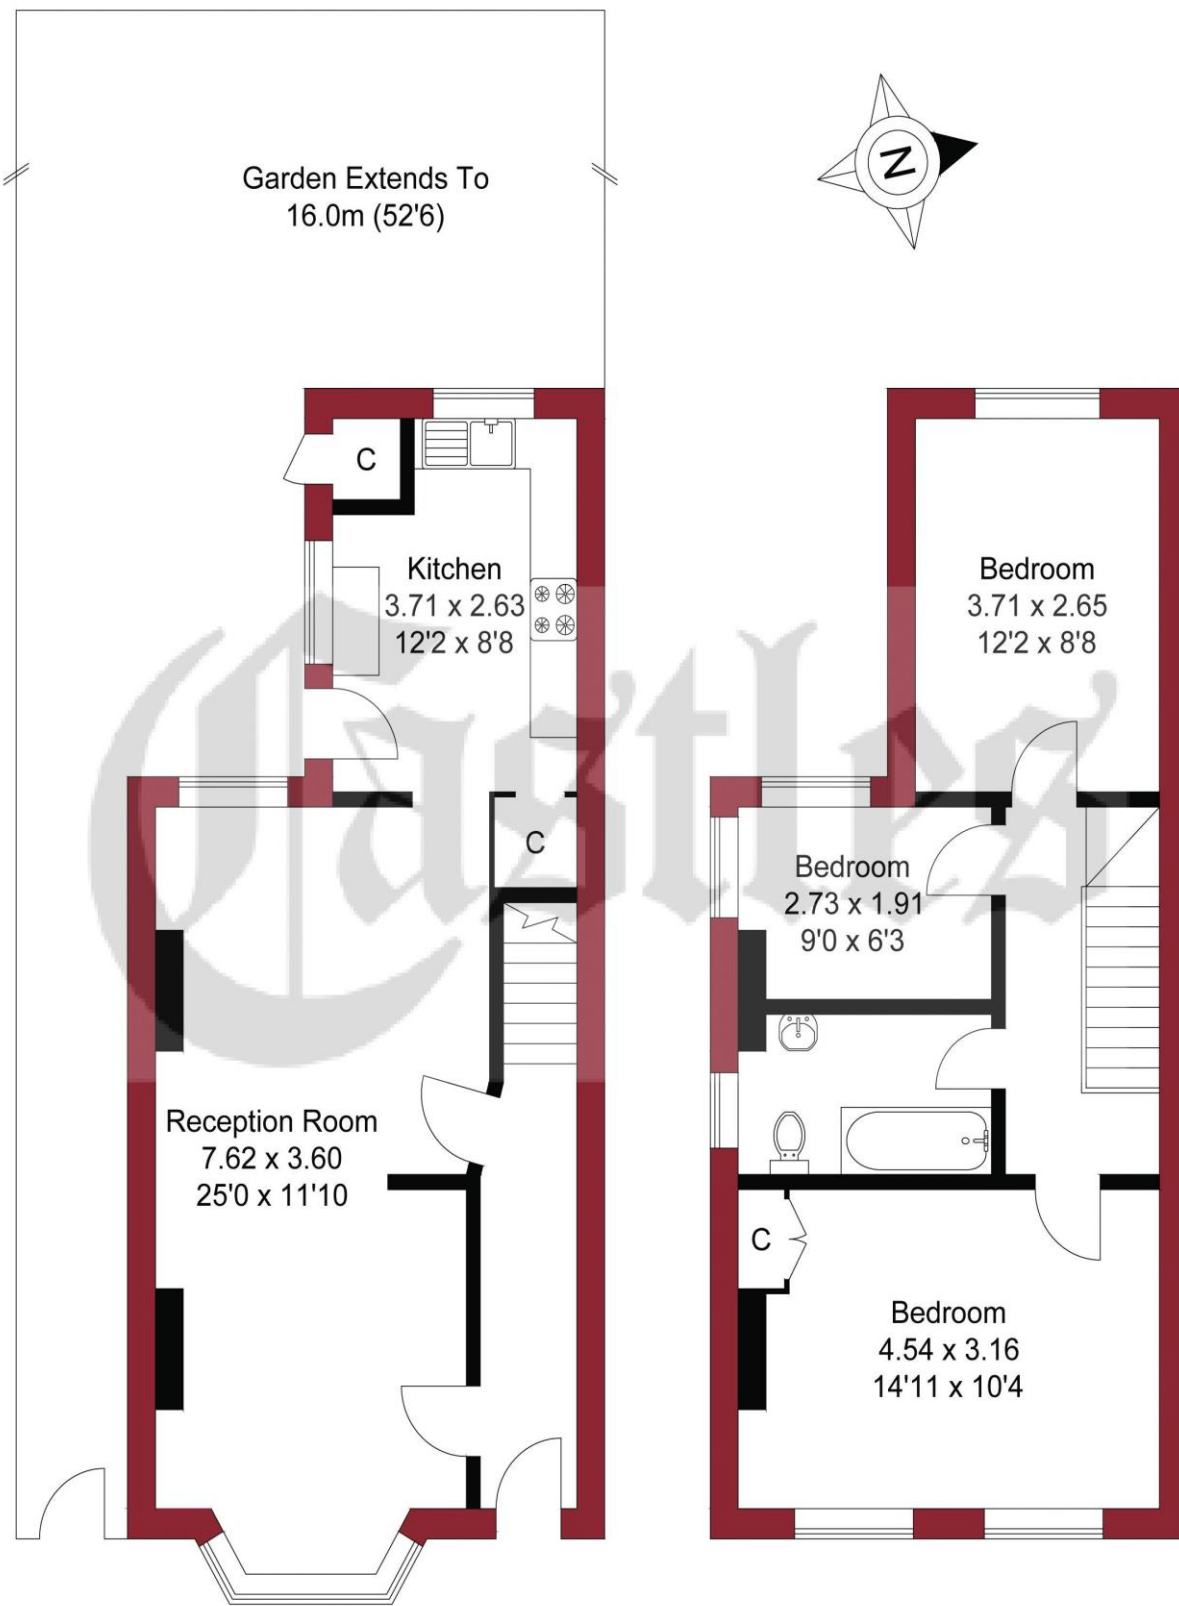 Garden Extends To
16.0m (52'6)
N
C
Kitchen
3.71 x 2.63
12'2 x 8'8
C
Reception Room
7.62 x 3.60
25'0 x 11'10
Bedroom
3.71 x 2.65
12'2 x 8'8
Bedroom
2.73 x 1.91
9'0 x 6'3
C
Bedroom
4.54 x 3.16
14'11 x 10'4
Castles